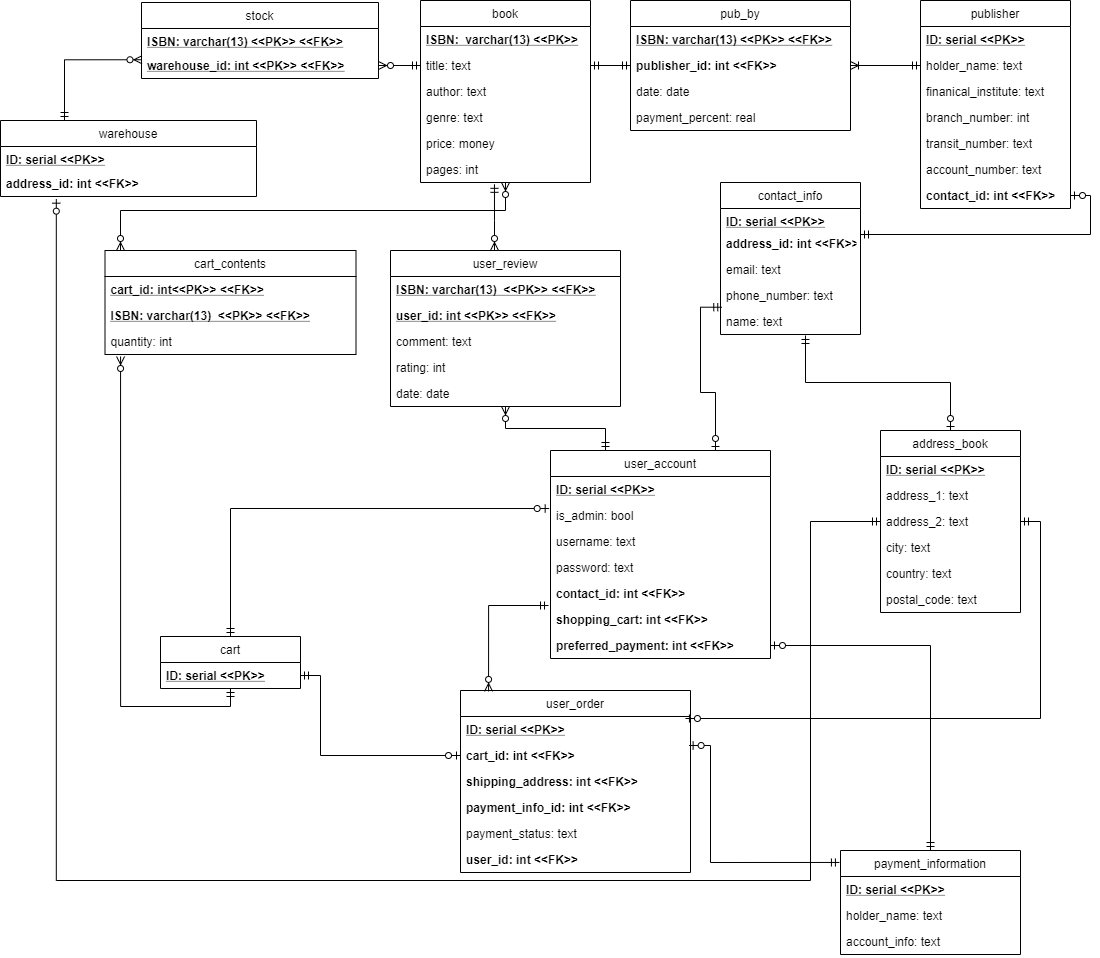 stock
ISBN: varchar(13) <<PK>> <<FK>>
warehouse_id: int <<PK>> <<FK>>
book
ISBN:  varchar(13) <<PK>>
title: text
author: text
genre: text
price: money
pages: int
pub_by
ISBN: varchar(13) <<PK>> <<FK>>
publisher_id: int <<FK>>
date: date
payment_percent: real
publisher
ID: serial <<PK>>
holder_name: text
finanical_institute: text
branch_number: int
transit_number: text
account_number: text
contact_id: int <<FK>>
warehouse
ID: serial <<PK>>
address_id: int <<FK>>
contact_info
ID: serial <<PK>>
address_id: int <<FK>>
email: text
phone_number: text
name: text
cart_contents
cart_id: int<<PK>> <<FK>>
ISBN: varchar(13)  <<PK>> <<FK>>
quantity: int
user_review
ISBN: varchar(13)  <<PK>> <<FK>>
user_id: int <<PK>> <<FK>>
comment: text
rating: int
date: date
user_account
ID: serial <<PK>>
is_admin: bool
username: text
password: text
contact_id: int <<FK>>
shopping_cart: int <<FK>>
preferred_payment: int <<FK>>
address_book
ID: serial <<PK>>
address_1: text
address_2: text
city: text
country: text
postal_code: text
cart
ID: serial <<PK>>
user_order
ID: serial <<PK>>
cart_id: int <<FK>>
shipping_address: int <<FK>>
payment_info_id: int <<FK>>
payment_status: text
user_id: int <<FK>>
payment_information
ID: serial <<PK>>
holder_name: text
account_info: text